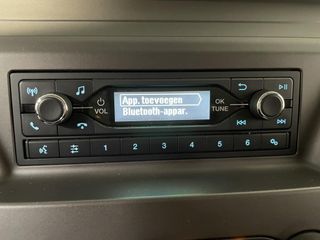 App. toevoegen
Bluetooth-appar.
VOL
OK
TUNE
1 2 3 4 5 6